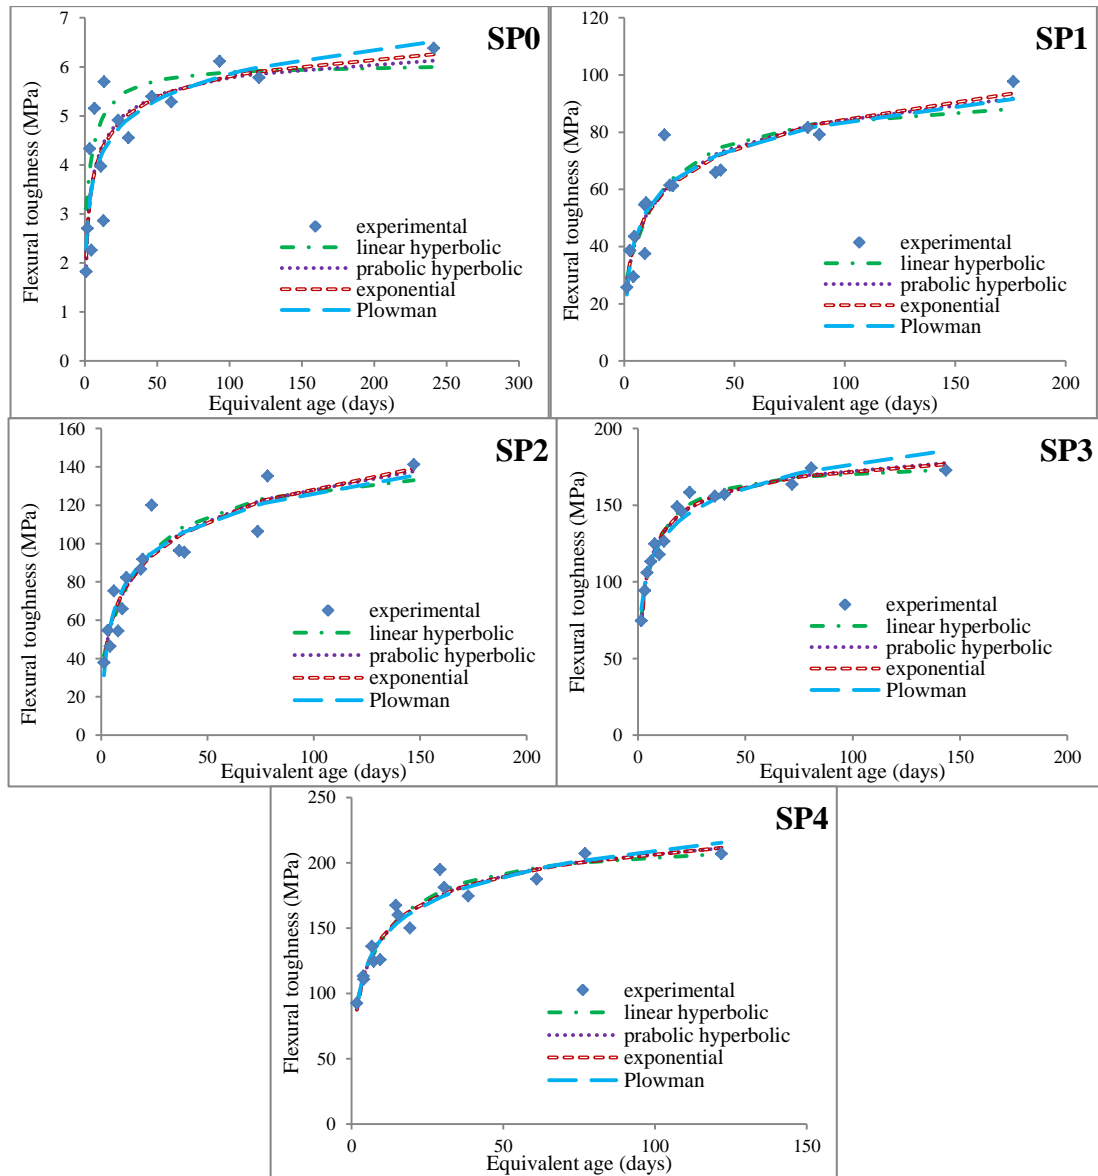 SP0
7
6
5
4
3
2
1
0
Flexural toughness (MPa)
experimental
linear hyperbolic
prabolic hyperbolic
exponential
Plowman
0 50 100 150 200 250 300
Equivalent age (days)
SP1
120
100
80
60
40
20
0
Flexural toughness (MPa)
experimental
linear hyperbolic
prabolic hyperbolic
exponential
Plowman
0 50 100 150 200
Equivalent age (days)
SP2
160
140
120
100
80
60
40
20
0
Flexural toughness (MPa)
experimental
linear hyperbolic
prabolic hyperbolic
exponential
Plowman
0 50 100 150 200
Equivalent age (days)
SP3
200
150
100
50
0
Flexural toughness (MPa)
experimental
linear hyperbolic
prabolic hyperbolic
exponential
Plowman
0 50 100 150 200
Equivalent age (days)
SP4
250
200
150
100
50
0
Flexural toughness (MPa)
experimental
linear hyperbolic
prabolic hyperbolic
exponential
Plowman
0 50 100 150
Equivalent age (days)